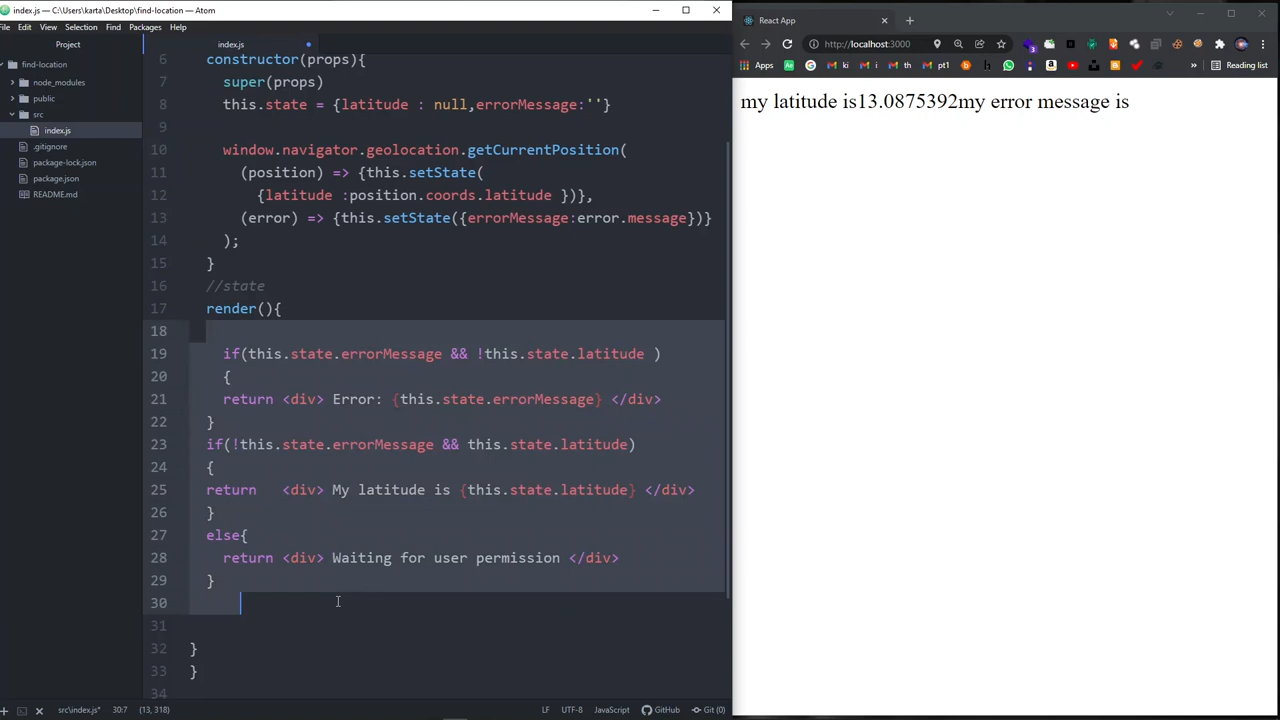 index.js — C:\Users\karta\Desktop\find-location — Atom
File Edit View Selection Find Packages Help
Project
find-location
node_modules
public
src
index.js
.gitignore
package-lock.json
package.json
README.md
index.js
6 constructor(props){
7 super(props)
8 this.state = {latitude : null,errorMessage:''}
9
10 window.navigator.geolocation.getCurrentPosition(
11 (position) => {this.setState(
12 {latitude :position.coords.latitude })},
13 (error) => {this.setState({errorMessage:error.message})}
14 );
15 }
16 //state
17 render(){
18
19 if(this.state.errorMessage && !this.state.latitude )
20 {
21 return <div> Error: {this.state.errorMessage} </div>
22 }
23 if(!this.state.errorMessage && this.state.latitude)
24 {
25 return <div> My latitude is {this.state.latitude} </div>
26 }
27 else{
28 return <div> Waiting for user permission </div>
29 }
30
31
32 }
33 }
34
src\index.js* 30:7 (13, 318)
LF UTF-8 JavaScript GitHub Git (0)
React App
http://localhost:3000
3
Apps ki i th pt1 » Reading list
my latitude is13.0875392my error message is